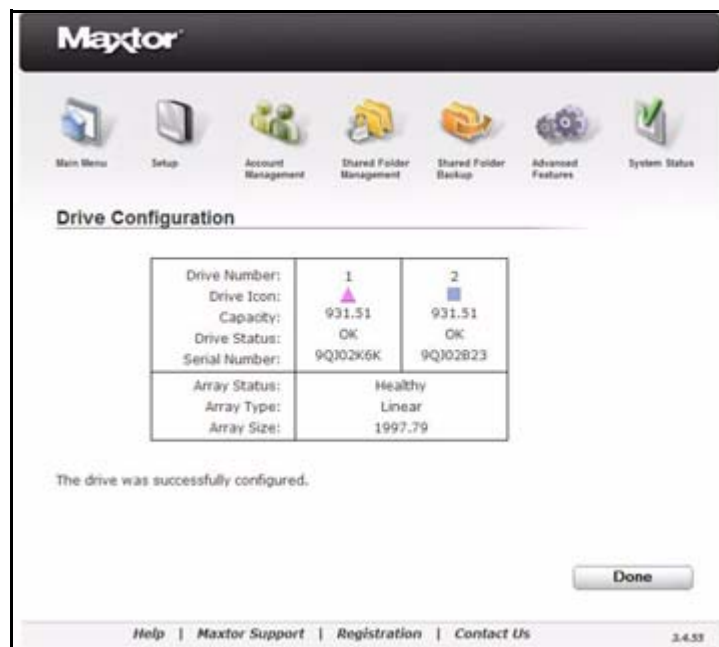 Maxtor
Main Menu
Setup
Account Management
Shared Folder Management
Shared Folder Backup
Advanced Features
System Status
Drive Configuration
Drive Number: 1 2
Drive Icon:
Capacity: 931.51 931.51
Drive Status: OK OK
Serial Number: 9QJ02K6K 9QJ02B23
Array Status: Healthy
Array Type: Linear
Array Size: 1997.79
The drive was successfully configured.
Done
Help | Maxtor Support | Registration | Contact Us